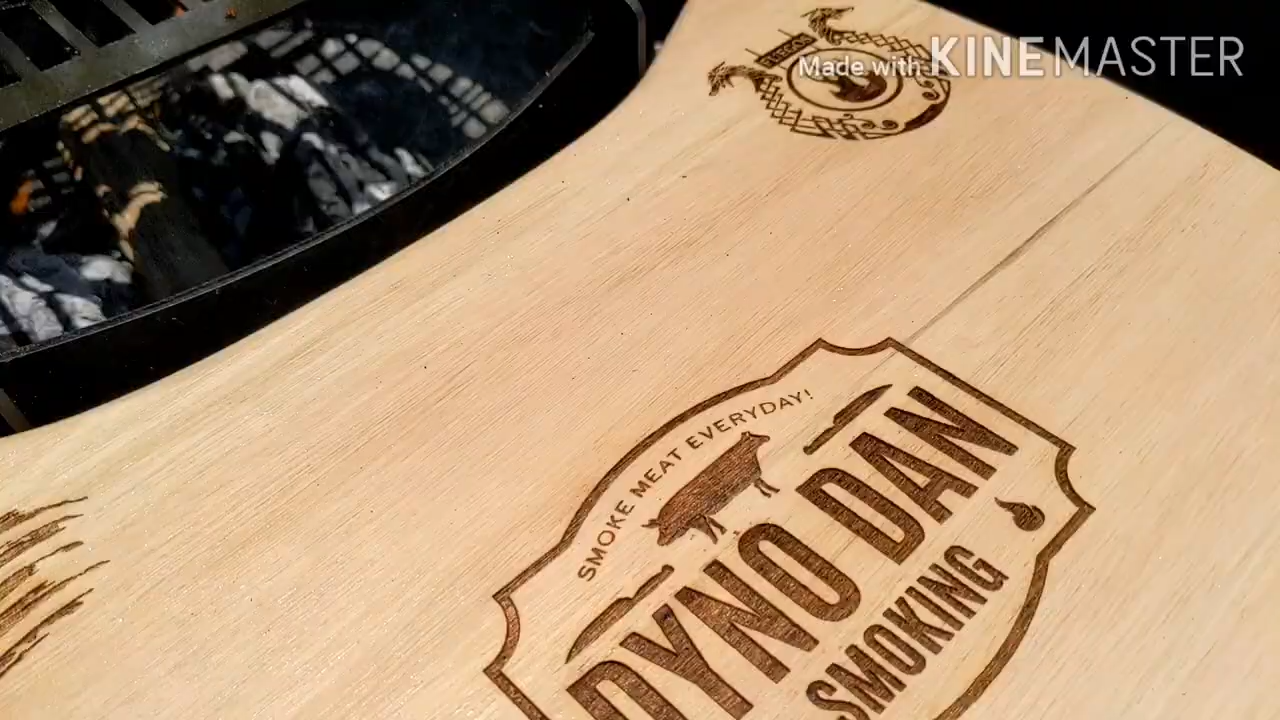 Made with KINEMASTER
SMOKE MEAT EVERYDAY!
DYNO DAN
SMOKING